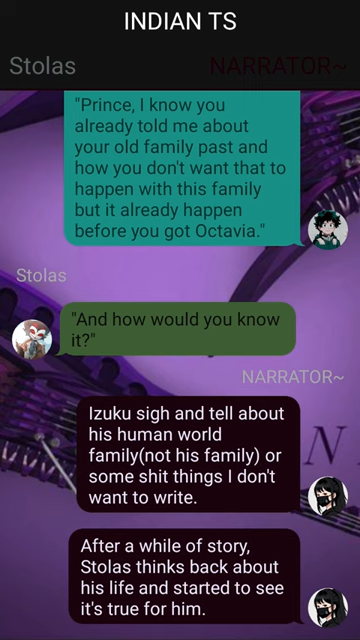 INDIAN TS
Stolas NARRATOR~
"Prince, I know you
already told me about
your old family past and
how you don't want that to
happen with this family
but it already happen
before you got Octavia."
Stolas
"And how would you know
it?"
NARRATOR~
Izuku sigh and tell about
his human world
family(not his family) or
some shit things I don't
want to write.
After a while of story,
Stolas thinks back about
his life and started to see
it's true for him.
N